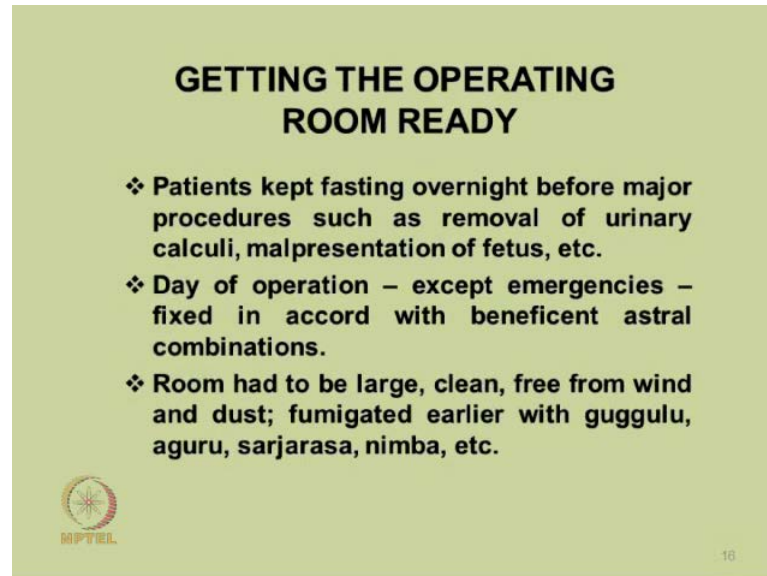 GETTING THE OPERATING
ROOM READY
❖ Patients kept fasting overnight before major
procedures such as removal of urinary
calculi, malpresentation of fetus, etc.
❖ Day of operation – except emergencies –
fixed in accord with beneficent astral
combinations.
❖ Room had to be large, clean, free from wind
and dust; fumigated earlier with guggulu,
aguru, sarjarasa, nimba, etc.
NPTEL
16